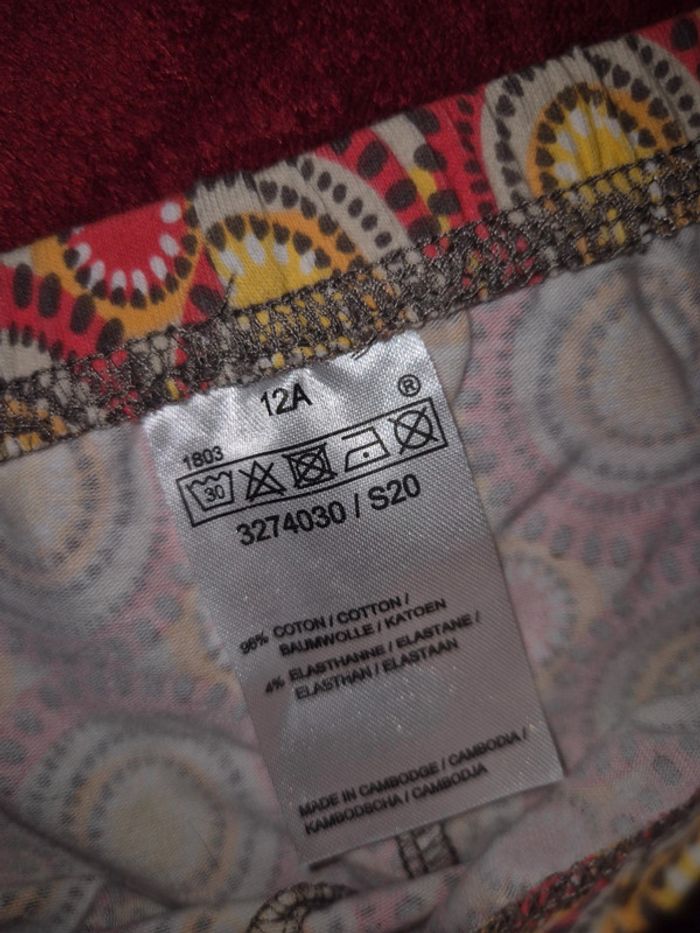 12A
®
1803
30
3274030 / S20
96% COTON / COTTON /
BAUMWOLLE / KATOEN
4% ELASTHANNE / ELASTANE /
ELASTHAN / ELASTAAN
MADE IN CAMBODGE / CAMBODIA /
KAMBODSCHA / CAMBODJA